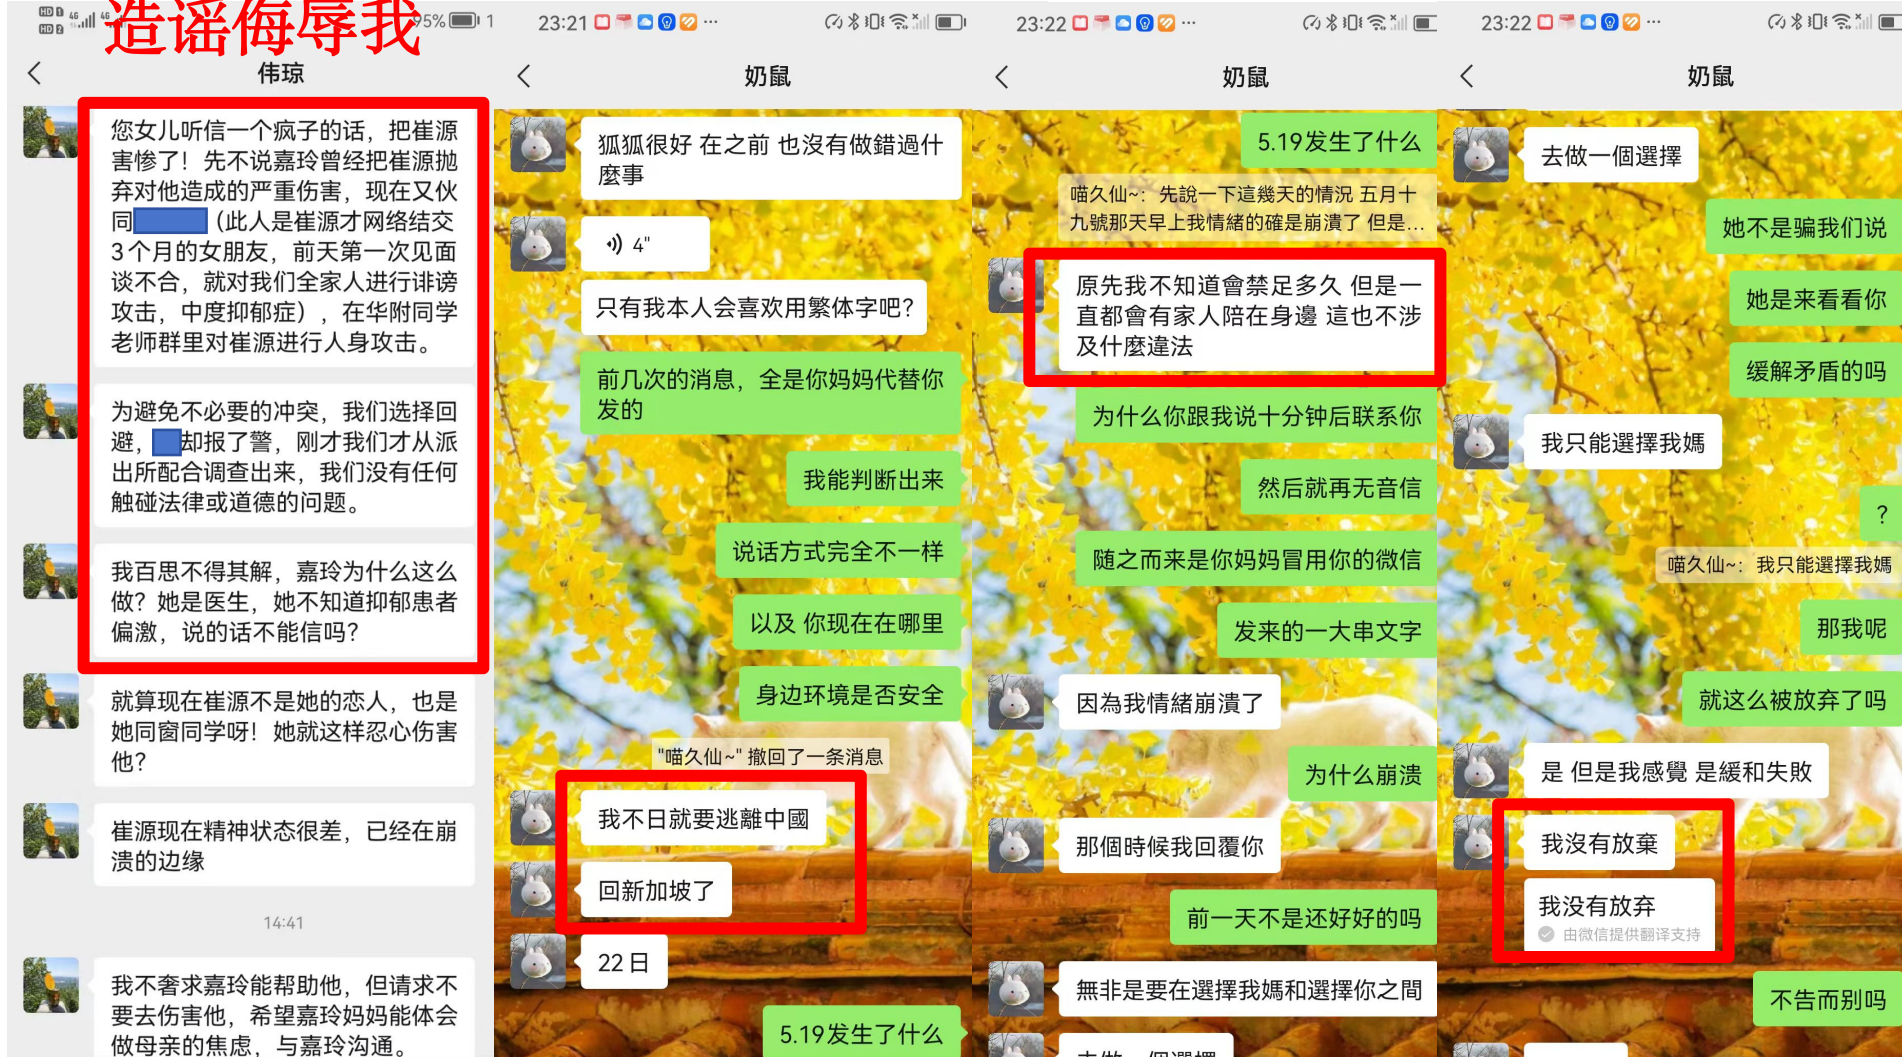 造谣侮辱我
95% 1
伟琼
您女儿听信一个疯子的话，把崔源
害惨了！先不说嘉玲曾经把崔源抛
弃对他造成的严重伤害，现在又伙
同（此人是崔源才网络结交
3个月的女朋友，前天第一次见面
谈不合，就对我们全家人进行诽谤
攻击，中度抑郁症），在华附同学
老师群里对崔源进行人身攻击。
为避免不必要的冲突，我们选择回
避，却报了警，刚才我们才从派
出所配合调查出来，我们没有任何
触碰法律或道德的问题。
我百思不得其解，嘉玲为什么这么
做？她是医生，她不知道抑郁患者
偏激，说的话不能信吗？
就算现在崔源不是她的恋人，也是
她同窗同学呀！她就这样忍心伤害
他？
崔源现在精神状态很差，已经在崩
溃的边缘
14:41
我不奢求嘉玲能帮助他，但请求不
要去伤害他，希望嘉玲妈妈能体会
做母亲的焦虑，与嘉玲沟通。
23:21
奶鼠
狐狐很好 在之前 也沒有做錯過什
麼事
4"
只有我本人会喜欢用繁体字吧？
前几次的消息，全是你妈妈代替你
发的
我能判断出来
说话方式完全不一样
以及 你现在在哪里
身边环境是否安全
"喵久仙~" 撤回了一条消息
我不日就要逃離中國
回新加坡了
22日
5.19发生了什么
23:22
奶鼠
5.19发生了什么
喵久仙~：先說一下這幾天的情況 五月十
九號那天早上我情緒的確是崩潰了 但是...
原先我不知道會禁足多久 但是一
直都會有家人陪在身邊 這也不涉
及什麼違法
为什么你跟我说十分钟后联系你
然后就再无音信
随之而来是你妈妈冒用你的微信
发来的一大串文字
因為我情緒崩潰了
为什么崩溃
那個時候我回覆你
前一天不是还好好的吗
無非是要在選擇我媽和選擇你之間
去做一個選擇
23:22
奶鼠
去做一個選擇
她不是骗我们说
她是来看看你
缓解矛盾的吗
我只能選擇我媽
?
喵久仙~：我只能選擇我媽
那我呢
就这么被放弃了吗
是 但是我感覺 是緩和失敗
我沒有放棄
我没有放弃
由微信提供翻译支持
不告而别吗